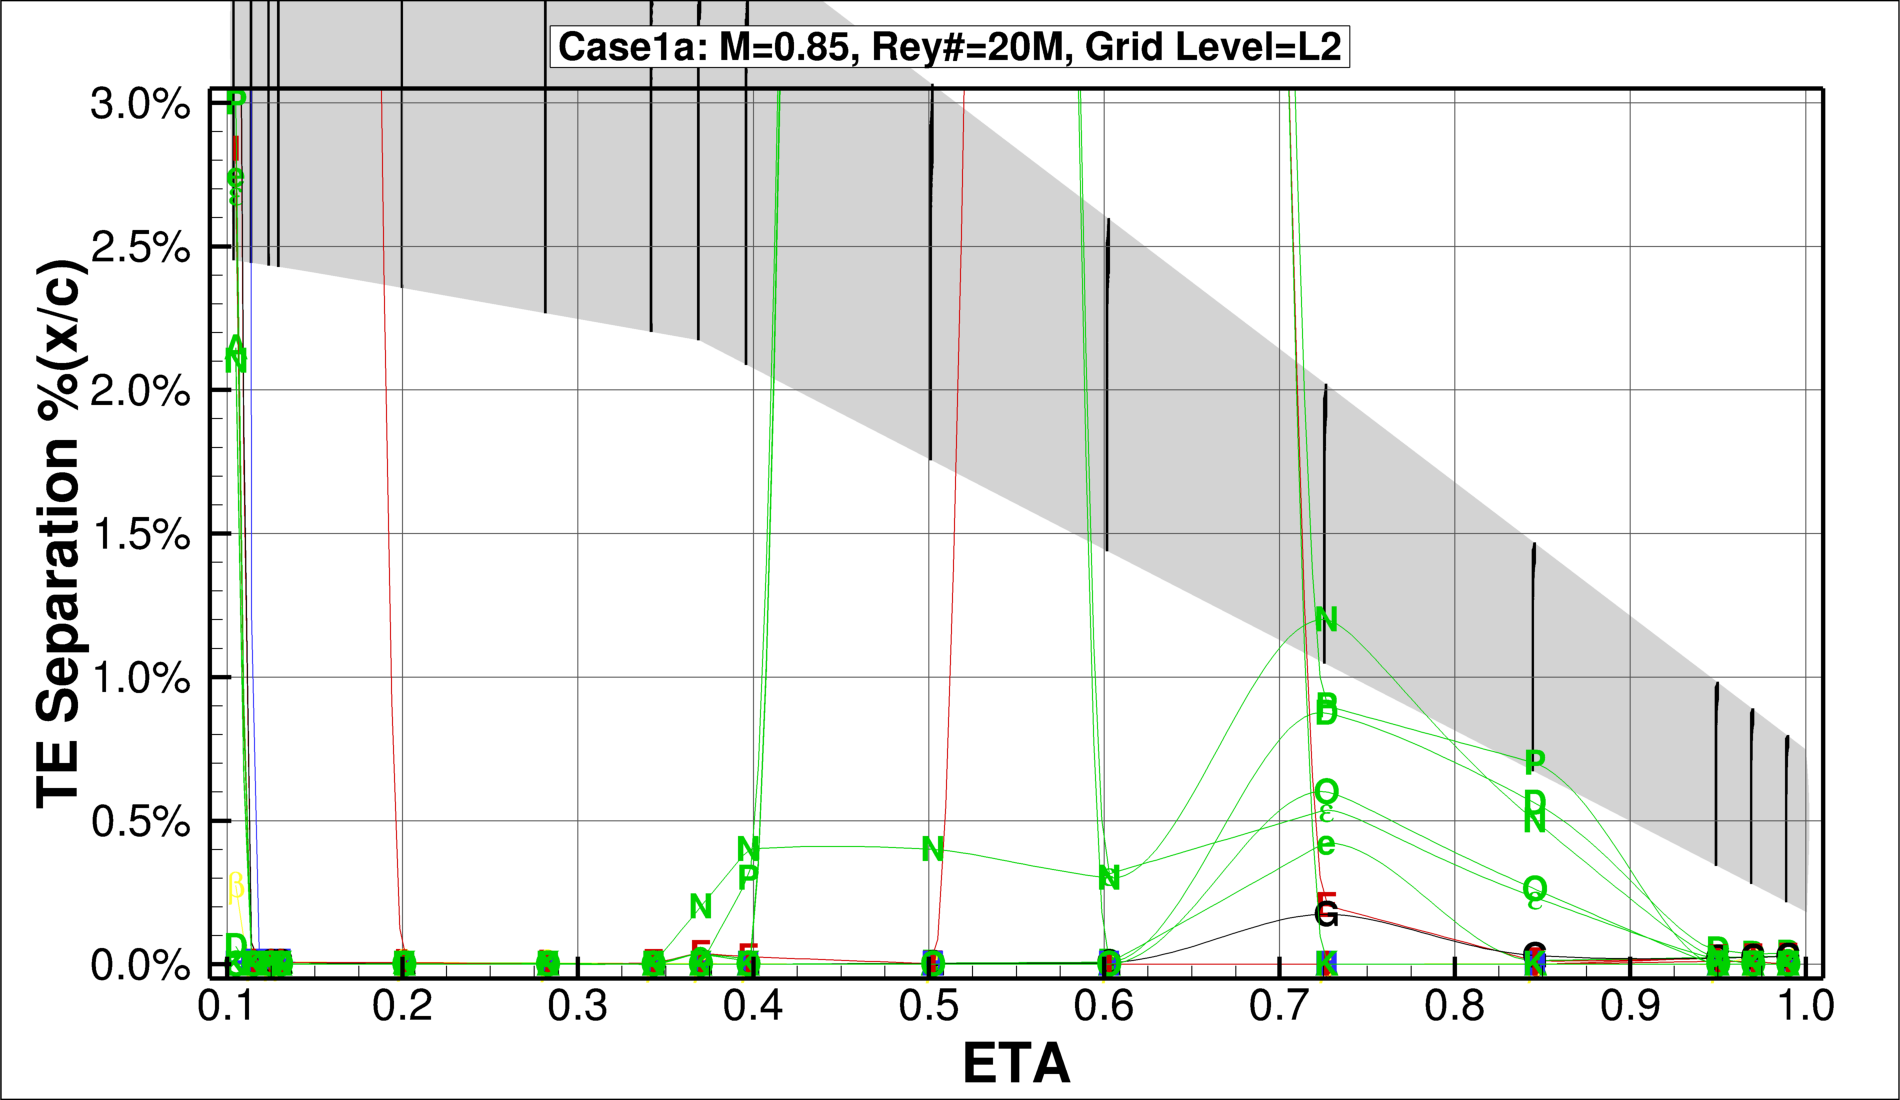 Case1a: M=0.85, Rey#=20M, Grid Level=L2
TE Separation %(x/c)
3.0%
2.5%
2.0%
1.5%
1.0%
0.5%
0.0%
P
e
ε
N
β
D
N
N
P
N
N
N
D
O
ε
e
G
K
P
D
N
O
ε
K
0.1 0.2 0.3 0.4 0.5 0.6 0.7 0.8 0.9 1.0
ETA